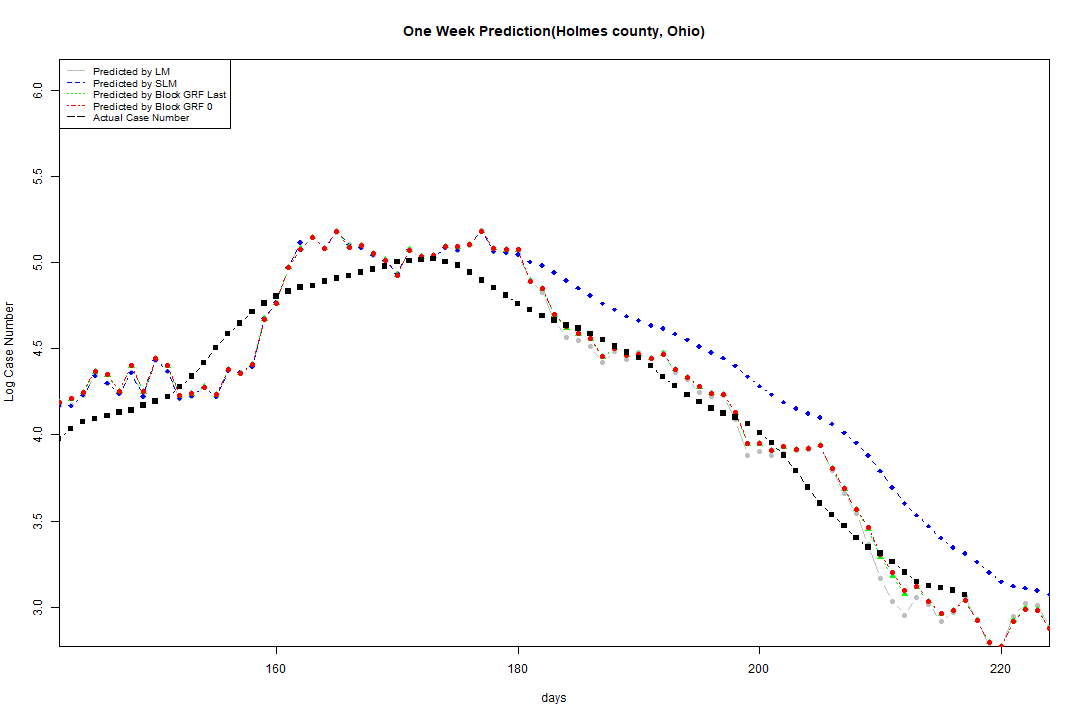 One Week Prediction(Holmes county, Ohio)
Predicted by LM
Predicted by SLM
Predicted by Block GRF Last
Predicted by Block GRF 0
Actual Case Number
6.0
5.5
5.0
4.5
4.0
3.5
3.0
Log Case Number
160 180 200 220
days